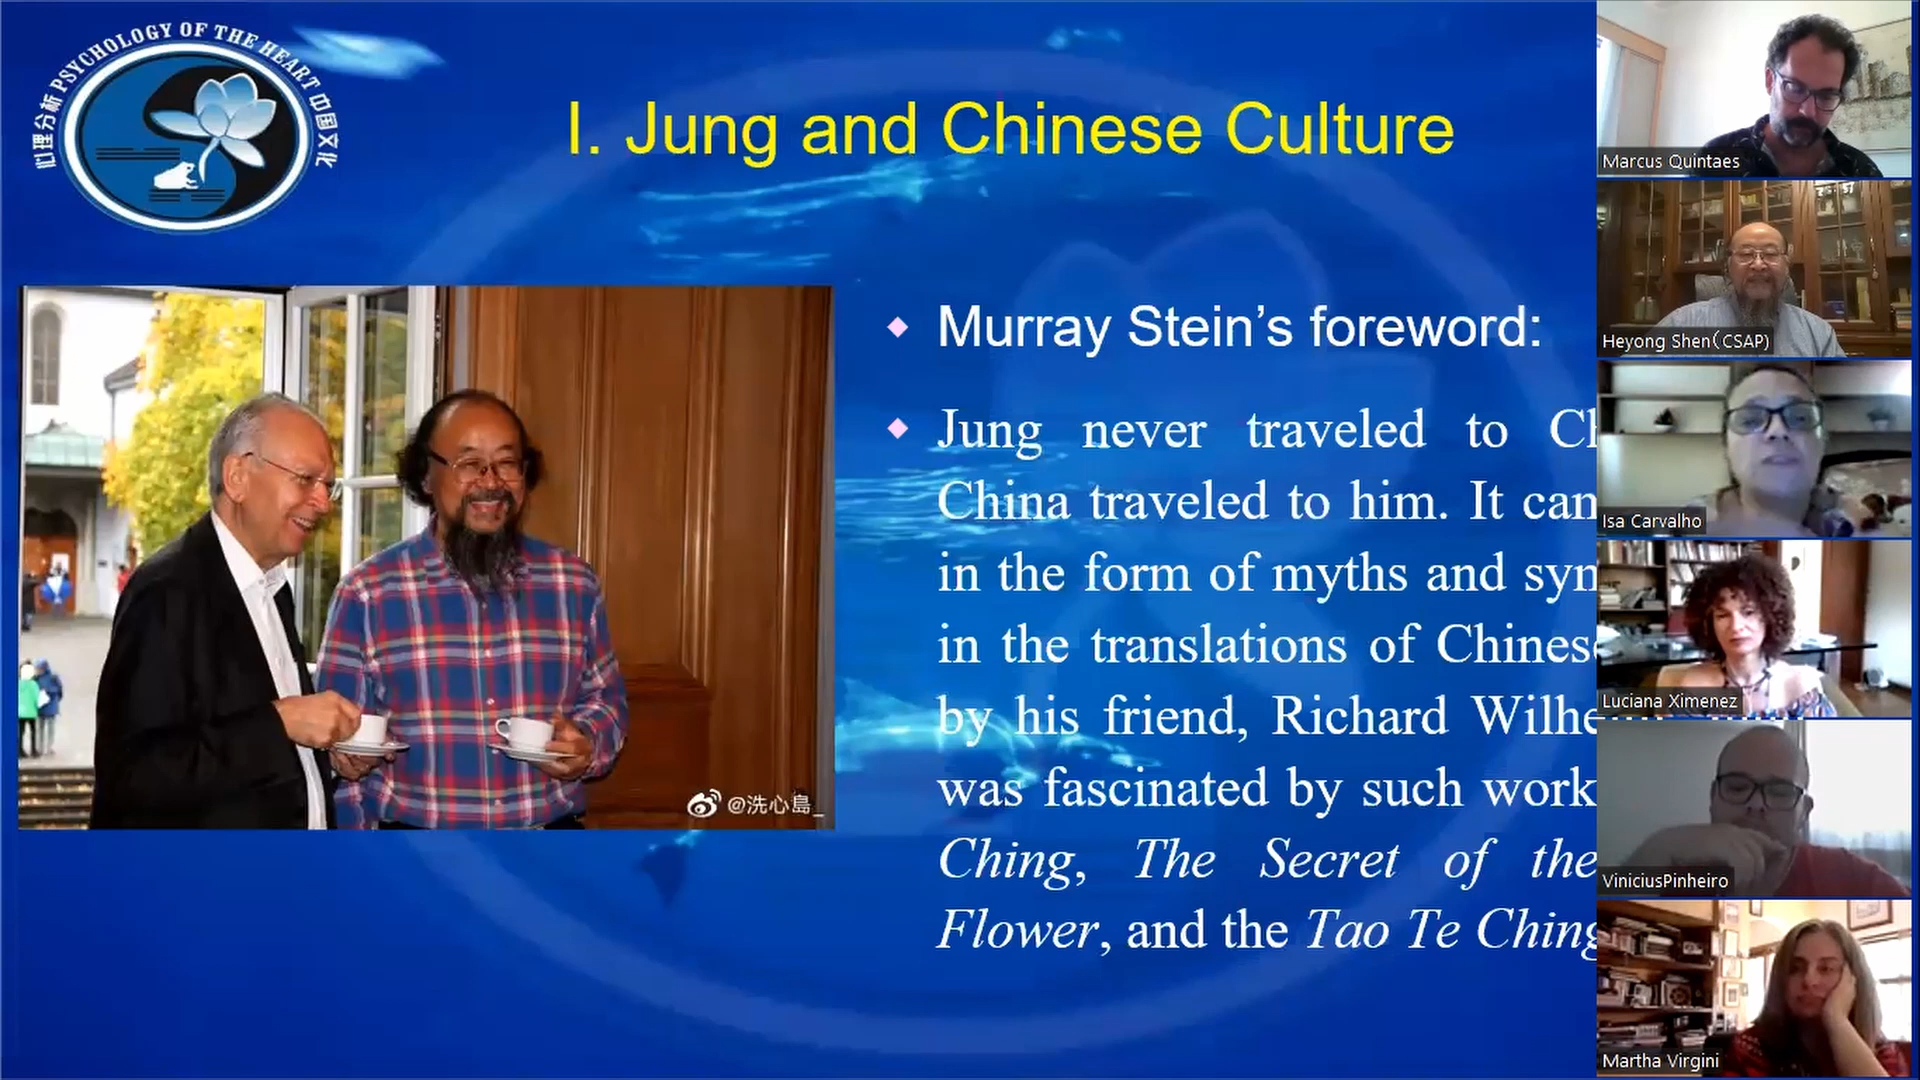 心理分析 PSYCHOLOGY OF THE HEART 中国文化
I. Jung and Chinese Culture
Murray Stein’s foreword:
Jung never traveled to Ch
China traveled to him. It can
in the form of myths and sym
in the translations of Chinese
by his friend, Richard Wilhe
was fascinated by such work
Ching, The Secret of the
Flower, and the Tao Te Ching
@洗心島_
Marcus Quintaes
Heyong Shen(CSAP)
Isa Carvalho
Luciana Ximenez
ViniciusPinheiro
Martha Virgini